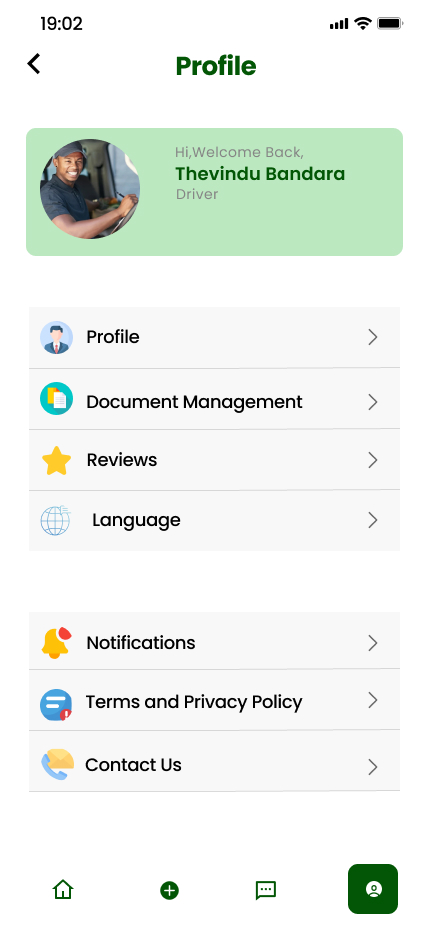 19:02
Profile
Hi,Welcome Back,
Thevindu Bandara
Driver
Profile
Document Management
Reviews
Language
Notifications
Terms and Privacy Policy
Contact Us